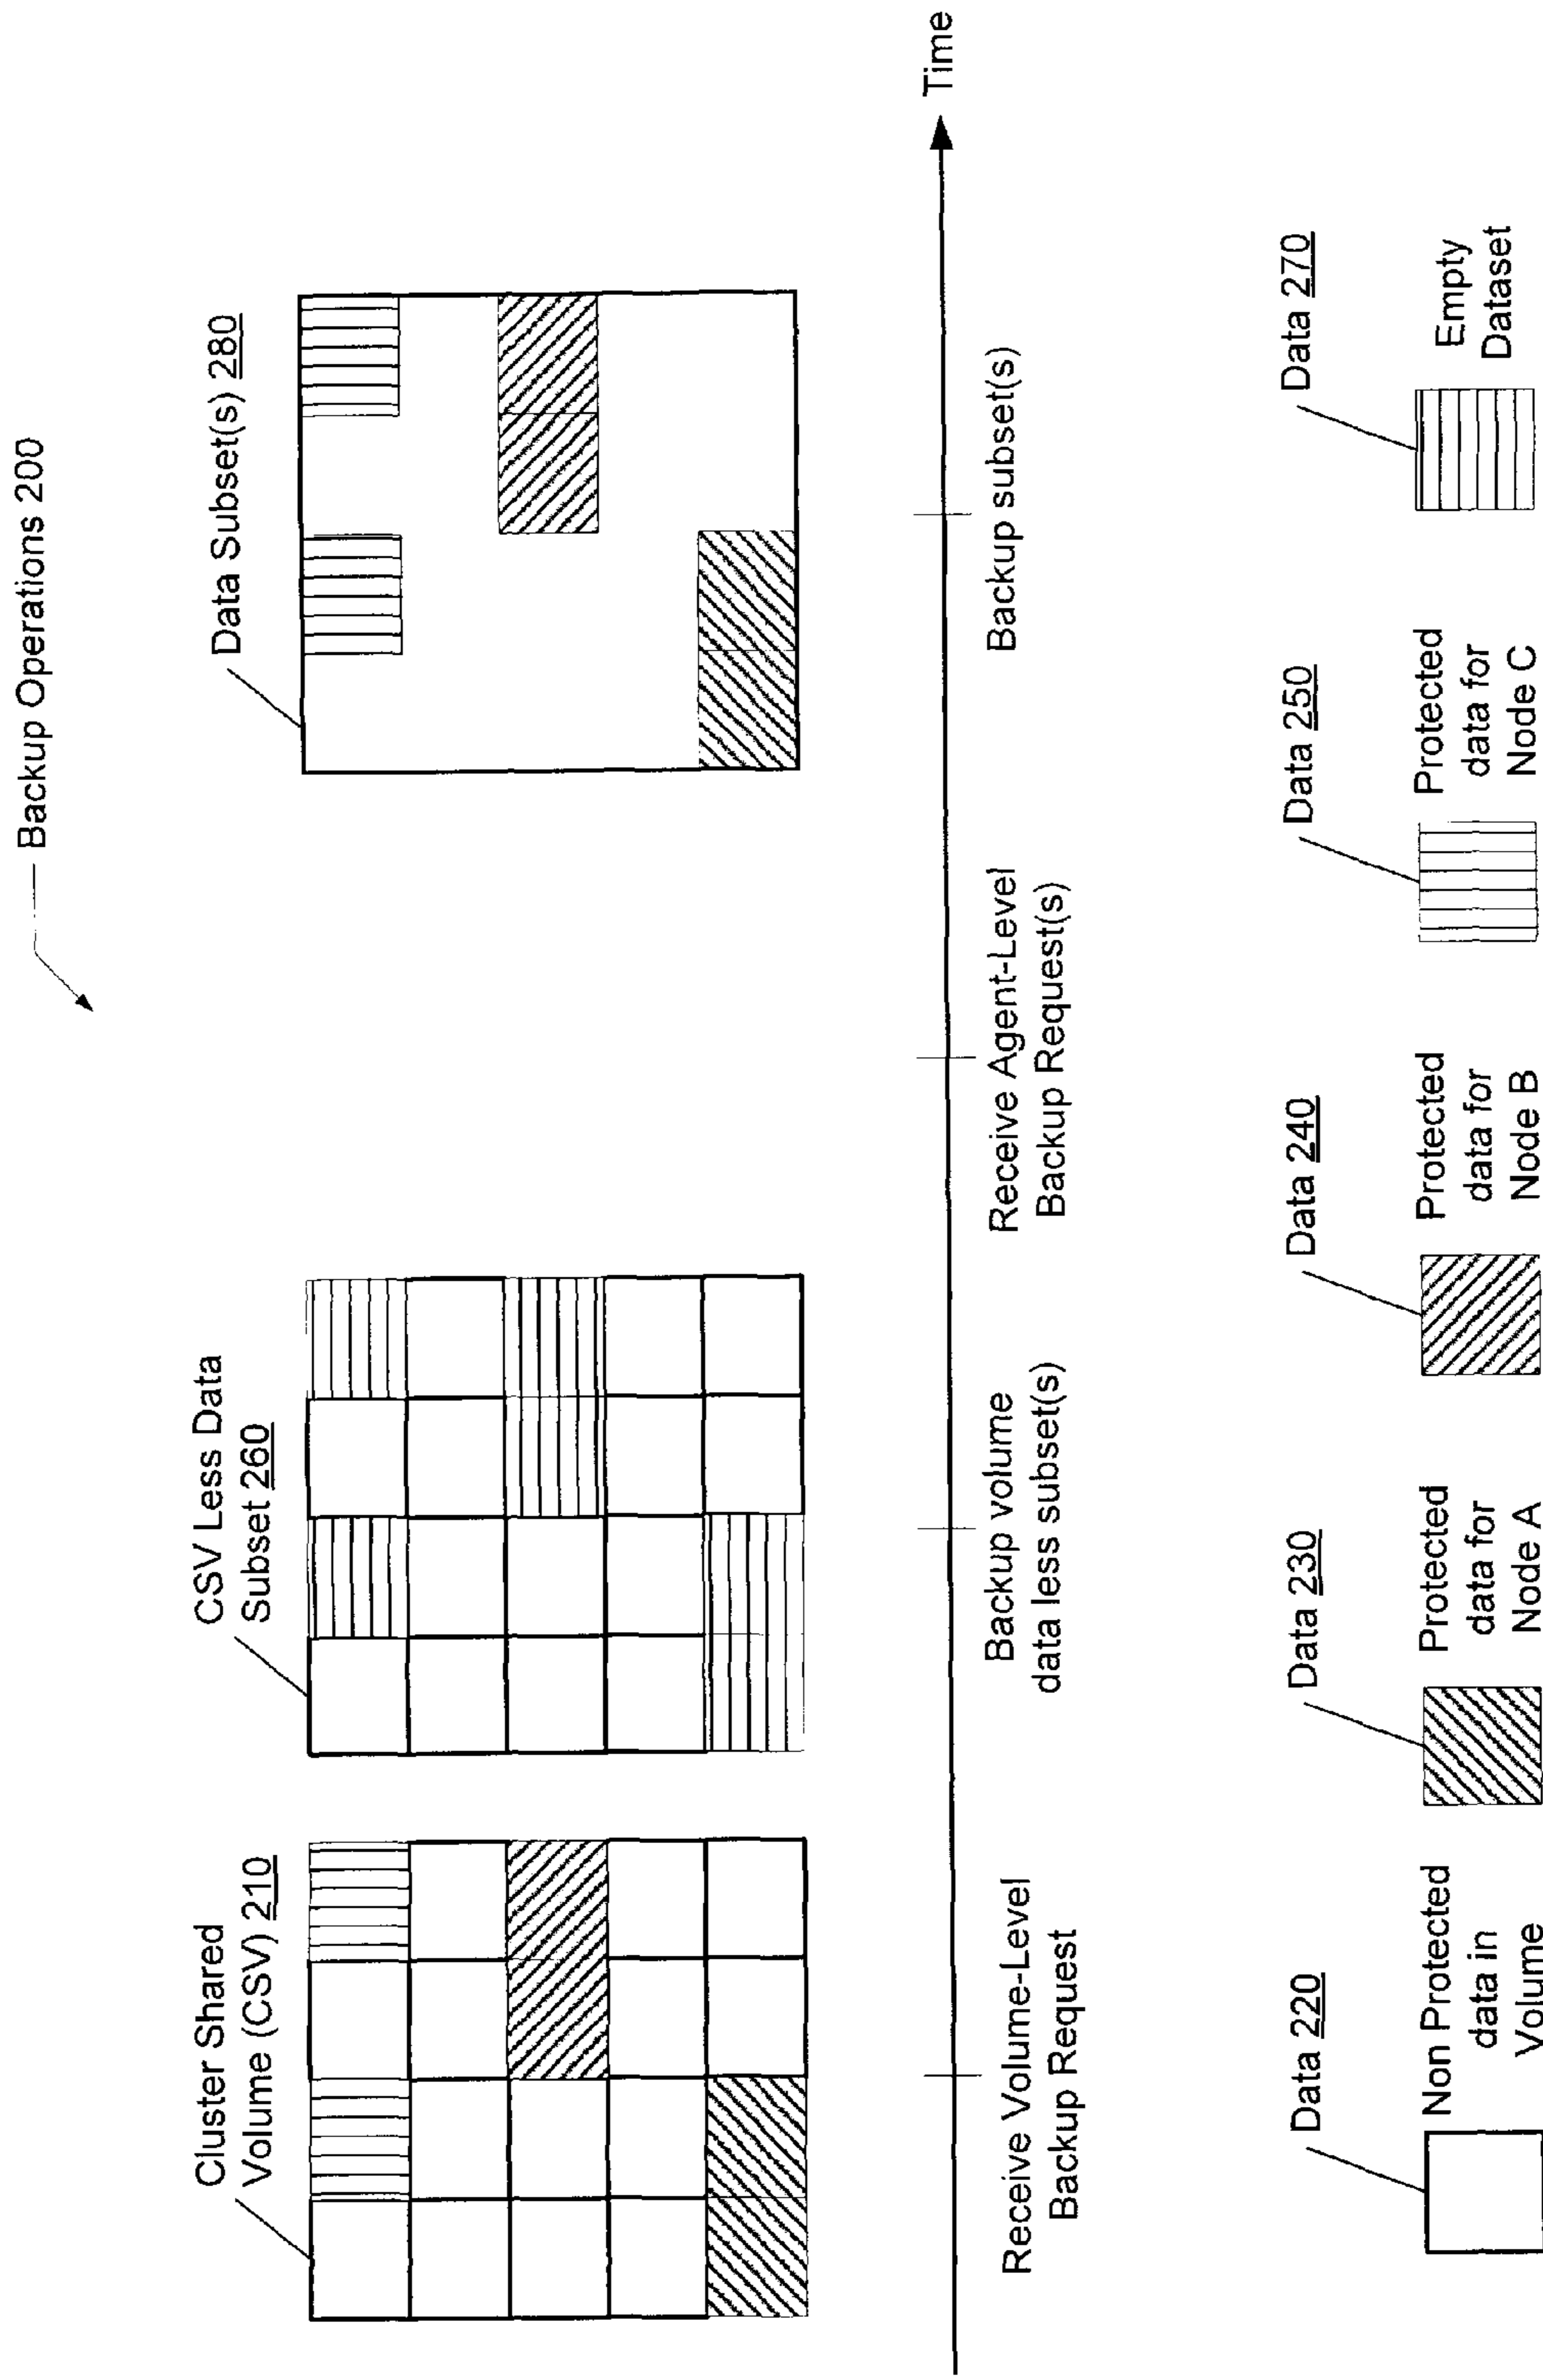 Backup Operations 200
Cluster Shared
Volume (CSV) 210
CSV Less Data
Subset 260
Data Subset(s) 280
Time
Receive Volume-Level
Backup Request
Backup volume
data less subset(s)
Receive Agent-Level
Backup Request(s)
Backup subset(s)
Data 220
Non Protected
data in
Volume
Data 230
Protected
data for
Node A
Data 240
Protected
data for
Node B
Data 250
Protected
data for
Node C
Data 270
Empty
Dataset